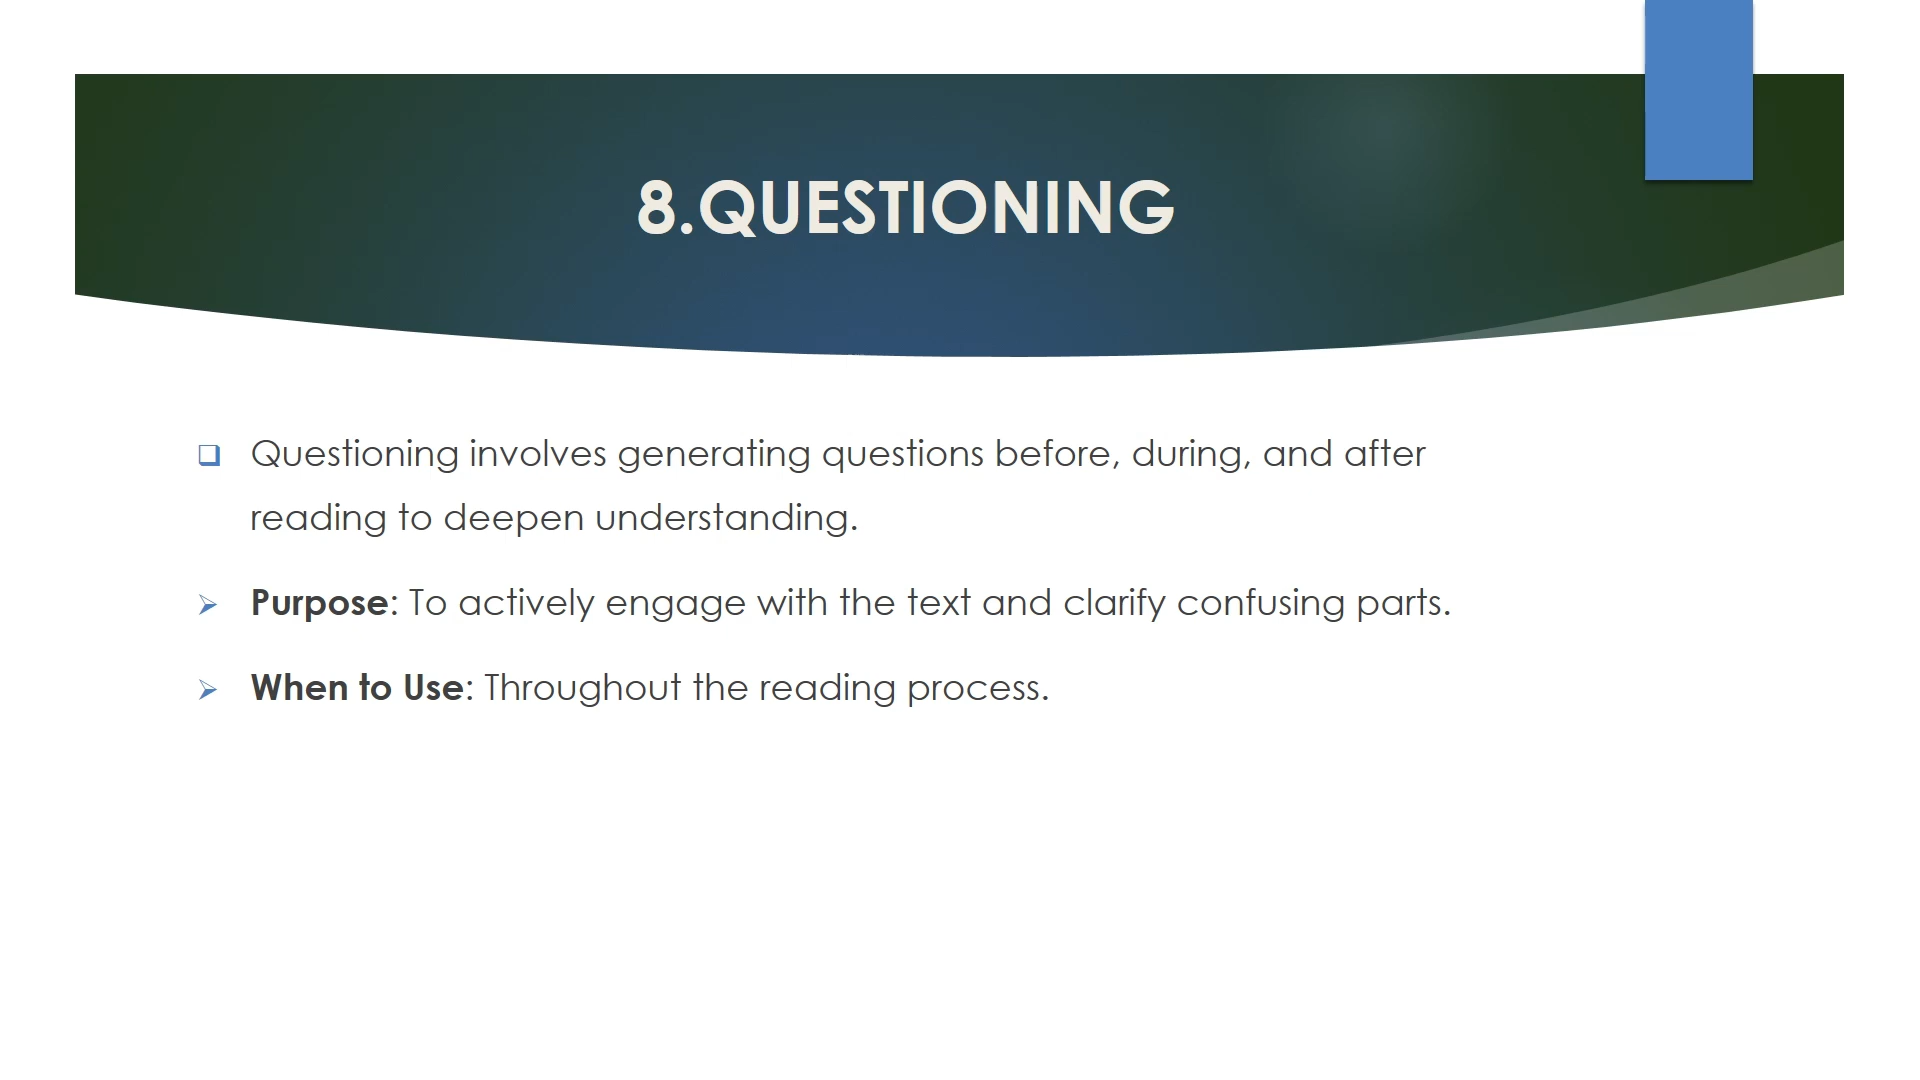 8.QUESTIONING
Questioning involves generating questions before, during, and after
reading to deepen understanding.
Purpose: To actively engage with the text and clarify confusing parts.
When to Use: Throughout the reading process.